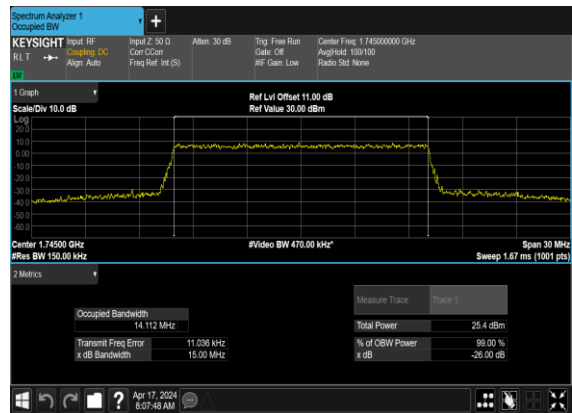 Spectrum Analyzer 1
Occupied BW
+
KEYSIGHT Input: RF Input Z: 50 Ω Atten: 30 dB Trig: Free Run Center Freq: 1.745000000 GHz
RLT Coupling: DC Corr CCorr Gate: Off Avg|Hold: 100/100
Align: Auto Freq Ref: Int (S) #IF Gain: Low Radio Std: None
LW
1 Graph
Ref Lvl Offset 11.00 dB
Scale/Div 10.0 dB Ref Value 30.00 dBm
Log
20.0
10.0
0.00
-10.0
-20.0
-30.0
-40.0
-50.0
-60.0
Center 1.74500 GHz #Video BW 470.00 kHz* Span 30 MHz
#Res BW 150.00 kHz Sweep 1.67 ms (1001 pts)
2 Metrics
Measure Trace Trace 1
Occupied Bandwidth
14.112 MHz Total Power 25.4 dBm
Transmit Freq Error 11.036 kHz % of OBW Power 99.00 %
x dB Bandwidth 15.00 MHz x dB -26.00 dB
? Apr 17, 2024
8:07:48 AM